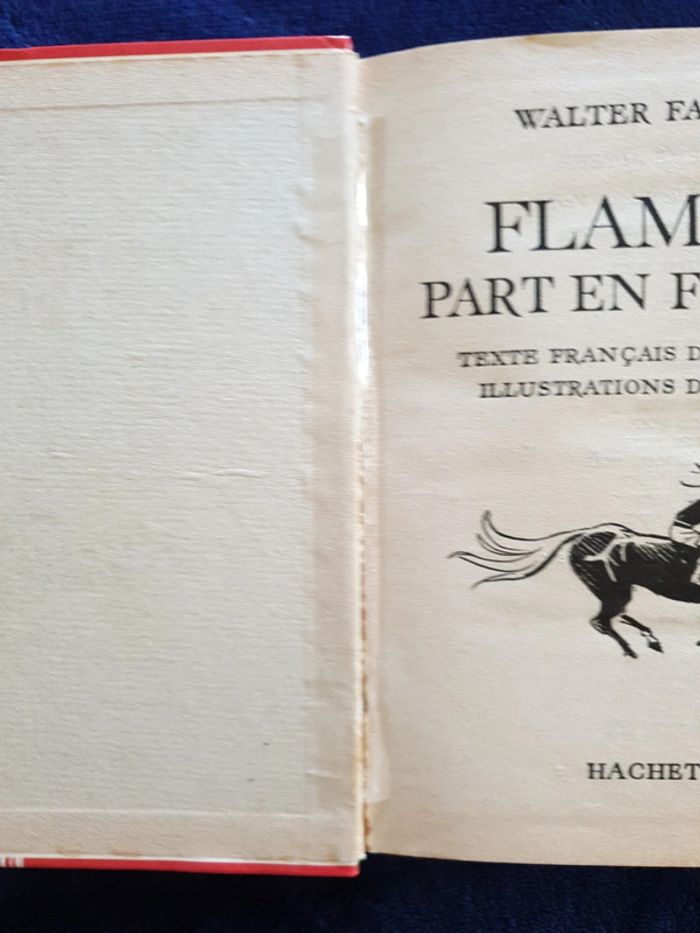 WALTER FA
FLAM
PART EN F
TEXTE FRANÇAIS D
ILLUSTRATIONS D
HACHET